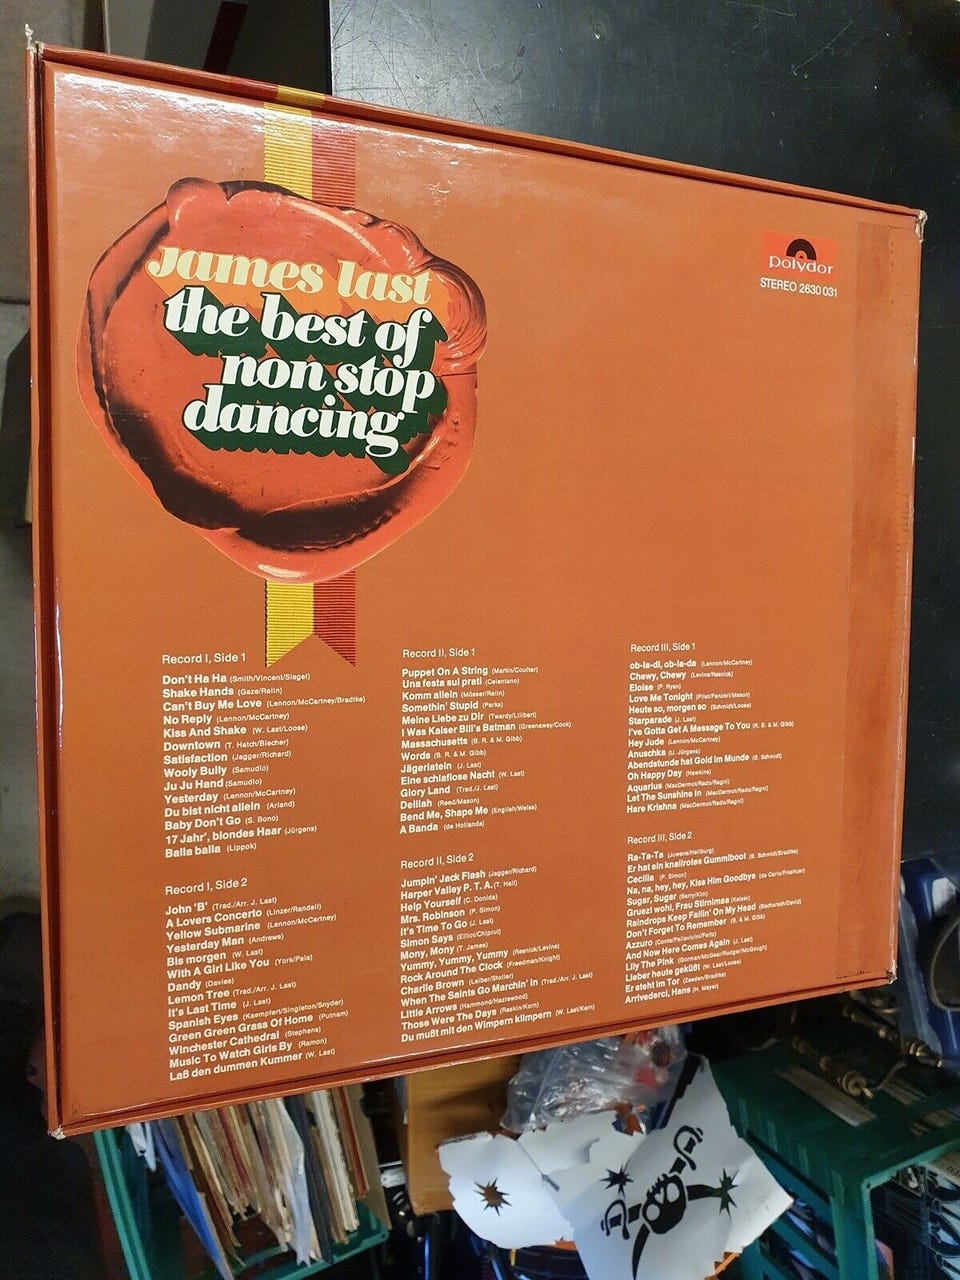 james last
the best of
non stop
dancing
polydor
STEREO 2630 031
Record I, Side 1
Don't Ha Ha (Smith/Vincent/Siegel)
Shake Hands (Gaze/Relin)
Can't Buy Me Love (Lennon/McCartney/Bradtke)
No Reply (Lennon/McCartney)
Kiss And Shake (W. Last/Loose)
Downtown (T. Hatch/Blecher)
Satisfaction (Jagger/Richard)
Wooly Bully (Samudio)
Ju Ju Hand (Samudio)
Yesterday (Lennon/McCartney)
Du bist nicht allein (Arland)
Baby Don't Go (S. Bono)
17 Jahr', blondes Haar (Jürgens)
Balla balla (Lippok)
Record I, Side 2
John 'B' (Trad./Arr. J. Last)
A Lovers Concerto (Linzer/Randell)
Yellow Submarine (Lennon/McCartney)
Yesterday Man (Andrews)
Bis morgen (W. Last)
With A Girl Like You (York/Pala)
Dandy (Davies)
Lemon Tree (Trad./Arr. J. Last)
It's Last Time (J. Last)
Spanish Eyes (Kaempfert/Singleton/Snyder)
Green Green Grass Of Home (Putnam)
Winchester Cathedral (Stephens)
Music To Watch Girls By (Ramon)
Laß den dummen Kummer (W. Last)
Record II, Side 1
Puppet On A String (Martin/Coulter)
Una festa sui prati (Celentano)
Komm allein (Mösser/Relin)
Somethin' Stupid (Parks)
Meine Liebe zu Dir (Twardy/Lilibert)
I Was Kaiser Bill's Batman (Greenaway/Cook)
Massachusetts (B. R. & M. Gibb)
Words (B. R. & M. Gibb)
Jägerlatein (J. Last)
Eine schlaflose Nacht (W. Last)
Glory Land (Trad./J. Last)
Delilah (Reed/Mason)
Bend Me, Shape Me (English/Weiss)
A Banda (de Hollanda)
Record II, Side 2
Jumpin' Jack Flash (Jagger/Richard)
Harper Valley P. T. A. (T. Hall)
Help Yourself (C. Donida)
Mrs. Robinson (P. Simon)
It's Time To Go (J. Last)
Simon Says (Elliot/Chiprut)
Mony, Mony (T. James)
Yummy, Yummy, Yummy (Resnick/Levine)
Rock Around The Clock (Freedman/Knight)
Charlie Brown (Leiber/Stoller)
When The Saints Go Marchin' In (Trad./Arr. J. Last)
Little Arrows (Hammond/Hazlewood)
Those Were The Days (Raskin/Korn)
Du mußt mit den Wimpern klimpern (W. Last/Kern)
Record III, Side 1
ob-la-di, ob-la-da (Lennon/McCartney)
Chewy, Chewy (Levine/Resnick)
Eloise (P. Ryan)
Love Me Tonight (Pilat/Panzeri/Mason)
Heute so, morgen so (Schmidt/Loose)
Starparade (J. Last)
I've Gotta Get A Message To You (R. B. & M. Gibb)
Hey Jude (Lennon/McCartney)
Anuschka (U. Jürgens)
Abendstunde hat Gold im Munde (B. Schmidt)
Oh Happy Day (Hawkins)
Aquarius (MacDermot/Rado/Ragni)
Let The Sunshine In (MacDermot/Rado/Ragni)
Hare Krishna (MacDermot/Rado/Ragni)
Record III, Side 2
Ra-Ta-Ta (Juwens/Heilburg)
Er hat ein knallrotes Gummiboot (B. Schmidt/Bradtke)
Cecilia (P. Simon)
Na, na, hey, hey, Kiss Him Goodbye (de Carlo/Frashuer)
Sugar, Sugar (Barry/Kim)
Gruezi wohl, Frau Stirnimaa (Kaiser)
Raindrops Keep Fallin' On My Head (Bacharach/David)
Don't Forget To Remember (B. & M. Gibb)
Azzuro (Conte/Pallavicini/Feltz)
And Now Here Comes Again (J. Last)
Lily The Pink (Gorman/McGear/Rodger/McGough)
Lieber heute geküßt (W. Last/Loose)
Er steht im Tor (Zaeden/Bradtke)
Arrivederci, Hans (H. Mayer)